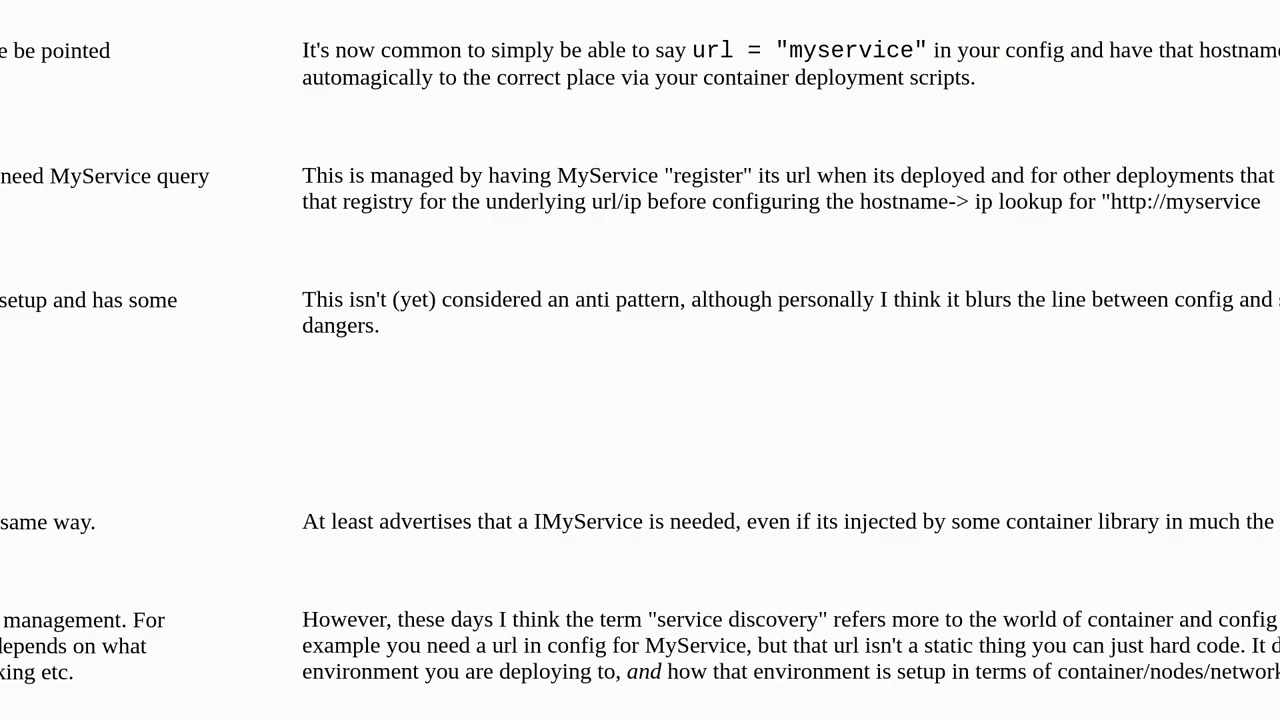 e be pointed
It's now common to simply be able to say url = "myservice" in your config and have that hostname
automagically to the correct place via your container deployment scripts.
need MyService query
This is managed by having MyService "register" its url when its deployed and for other deployments that
that registry for the underlying url/ip before configuring the hostname-> ip lookup for "http://myservice
setup and has some
This isn't (yet) considered an anti pattern, although personally I think it blurs the line between config and
dangers.
same way.
At least advertises that a IMyService is needed, even if its injected by some container library in much the
management. For
However, these days I think the term "service discovery" refers more to the world of container and config
depends on what
example you need a url in config for MyService, but that url isn't a static thing you can just hard code. It
king etc.
environment you are deploying to, and how that environment is setup in terms of container/nodes/network